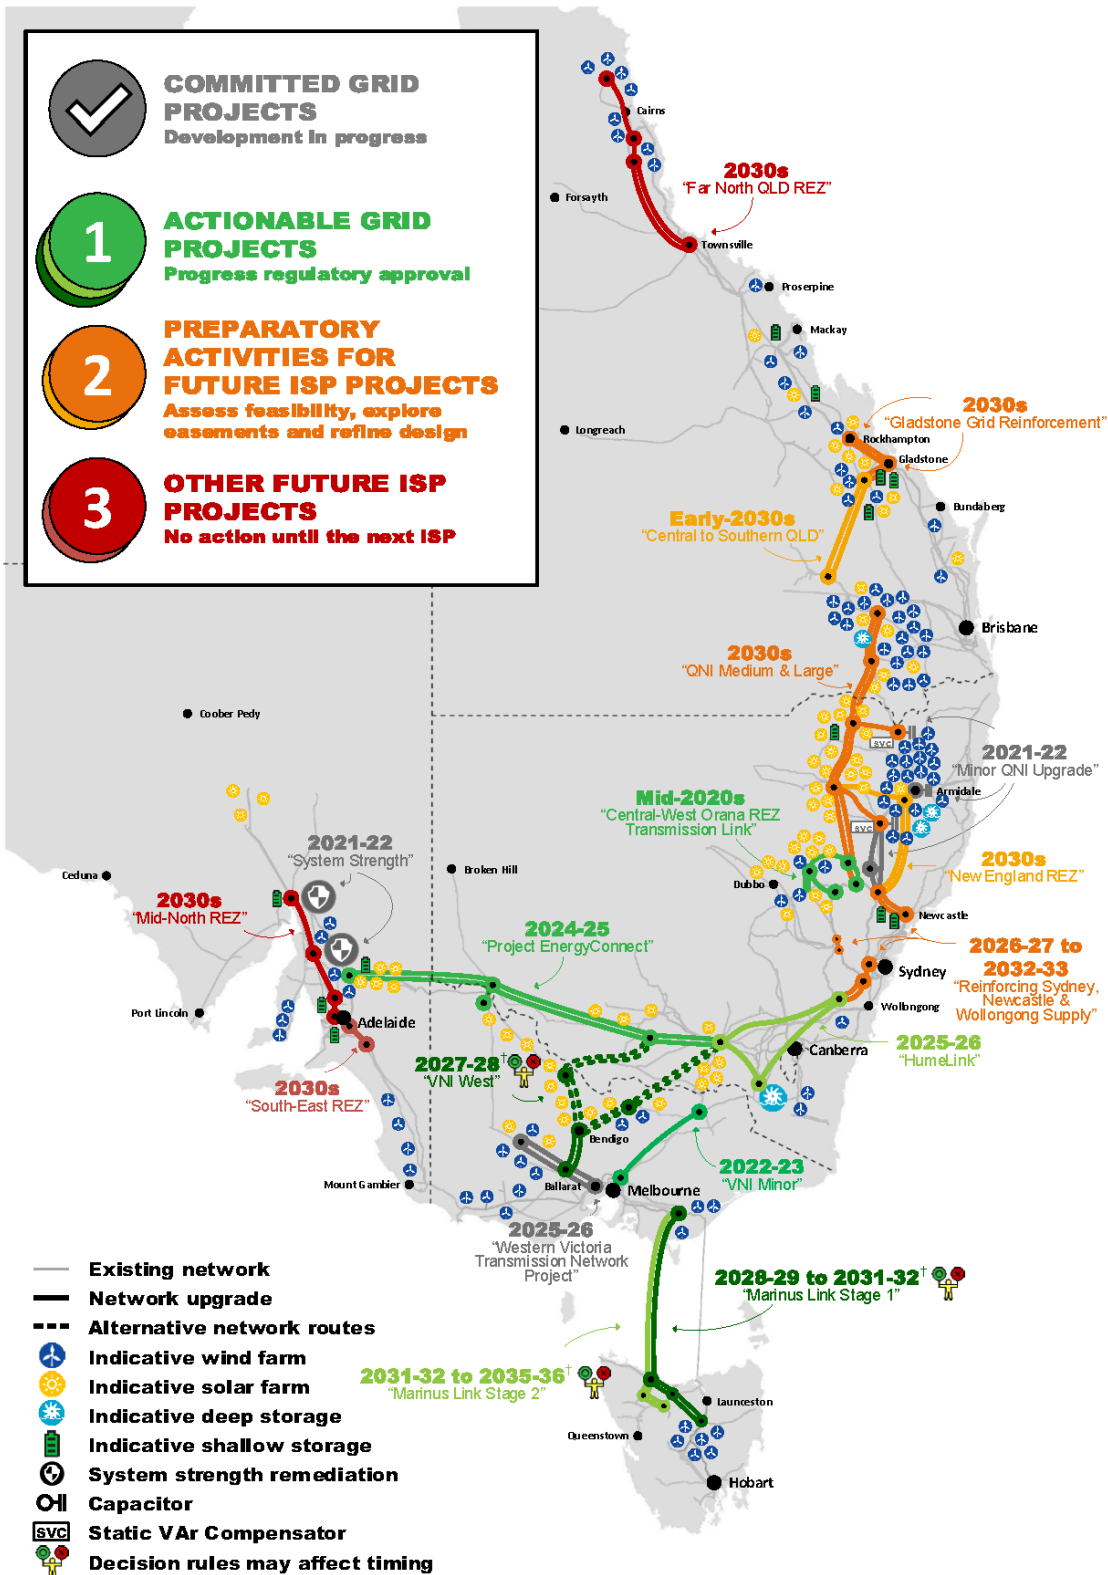 COMMITTED GRID
PROJECTS
Development in progress
1
ACTIONABLE GRID
PROJECTS
Progress regulatory approval
2
PREPARATORY
ACTIVITIES FOR
FUTURE ISP PROJECTS
Assess feasibility, explore
easements and refine design
3
OTHER FUTURE ISP
PROJECTS
No action until the next ISP
Cairns
Forsayth
2030s
"Far North QLD REZ"
Townsville
Proserpine
Mackay
Longreach
2030s
"Gladstone Grid Reinforcement"
Rockhampton
Gladstone
Bundaberg
Early-2030s
"Central to Southern QLD"
Brisbane
2030s
"QNI Medium & Large"
Coober Pedy
SVC
2021-22
"Minor QNI Upgrade"
Armidale
Mid-2020s
"Central-West Orana REZ
Transmission Link"
SVC
2021-22
"System Strength"
Broken Hill
Ceduna
Dubbo
2030s
"New England REZ"
2030s
"Mid-North REZ"
Newcastle
2024-25
"Project EnergyConnect"
2026-27 to
2032-33
"Reinforcing Sydney,
Newcastle &
Wollongong Supply"
Sydney
Wollongong
Port Lincoln
Adelaide
2025-26
"HumeLink"
Canberra
2027-28†
"VNI West"
2030s
"South-East REZ"
Bendigo
2022-23
"VNI Minor"
Mount Gambier
Ballarat
Melbourne
2025-26
"Western Victoria
Transmission Network
Project"
2028-29 to 2031-32†
"Marinus Link Stage 1"
2031-32 to 2035-36†
"Marinus Link Stage 2"
Launceston
Queenstown
Hobart
Existing network
Network upgrade
Alternative network routes
Indicative wind farm
Indicative solar farm
Indicative deep storage
Indicative shallow storage
System strength remediation
Capacitor
SVC Static VAr Compensator
Decision rules may affect timing